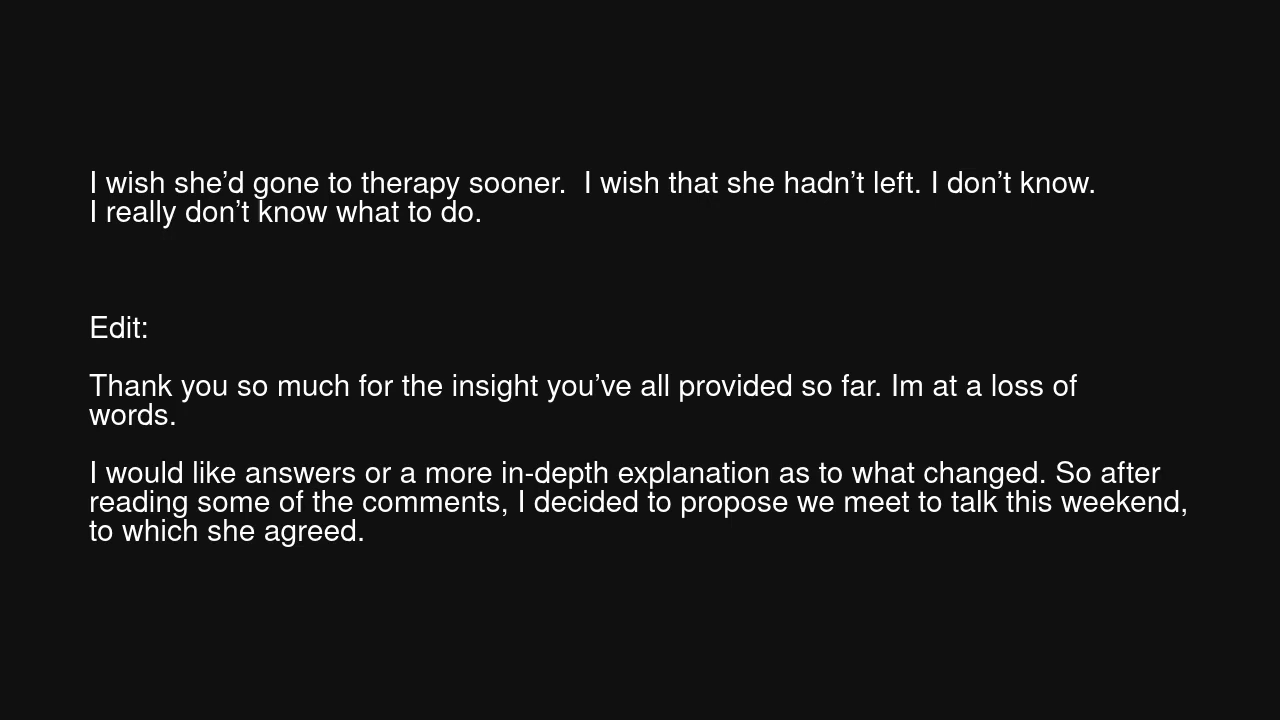 I wish she’d gone to therapy sooner.  I wish that she hadn’t left. I don’t know.
I really don’t know what to do.
Edit:
Thank you so much for the insight you’ve all provided so far. Im at a loss of
words.
I would like answers or a more in-depth explanation as to what changed. So after
reading some of the comments, I decided to propose we meet to talk this weekend,
to which she agreed.